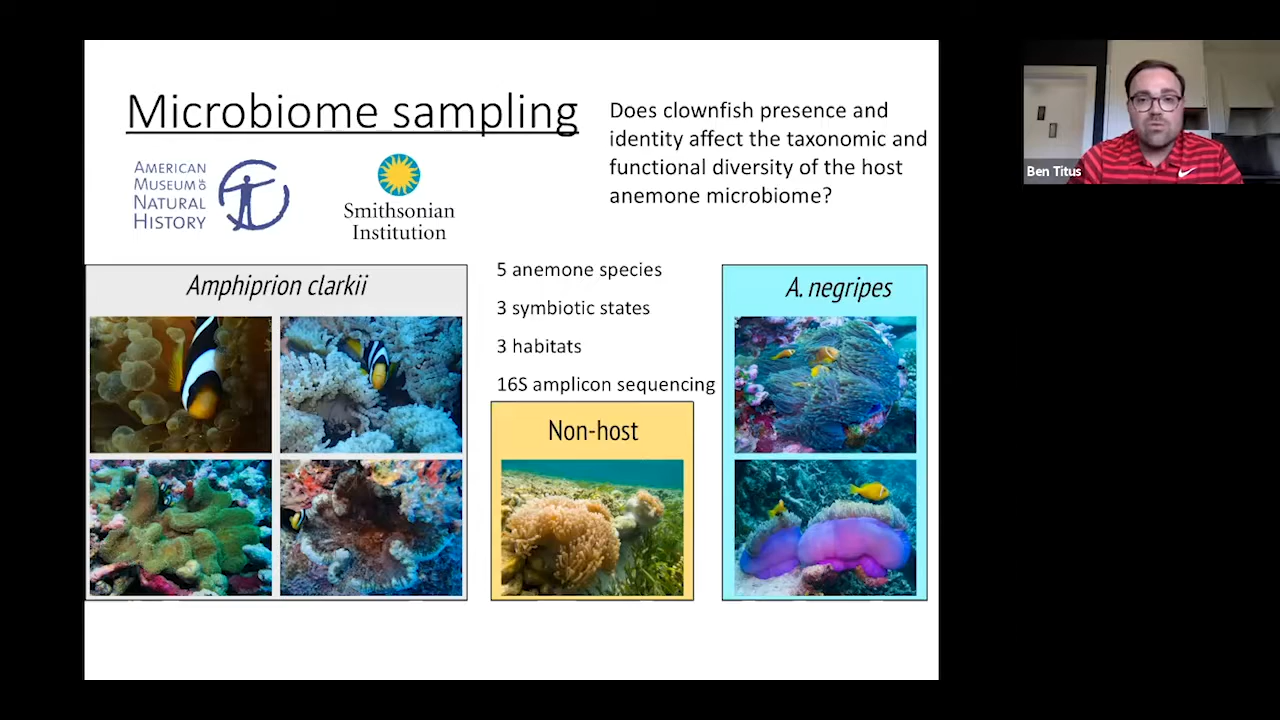 Microbiome sampling
Does clownfish presence and
identity affect the taxonomic and
functional diversity of the host
anemone microbiome?
AMERICAN
MUSEUM OF
NATURAL
HISTORY
Smithsonian
Institution
Ben Titus
Amphiprion clarkii
5 anemone species
3 symbiotic states
3 habitats
16S amplicon sequencing
Non-host
A. negripes